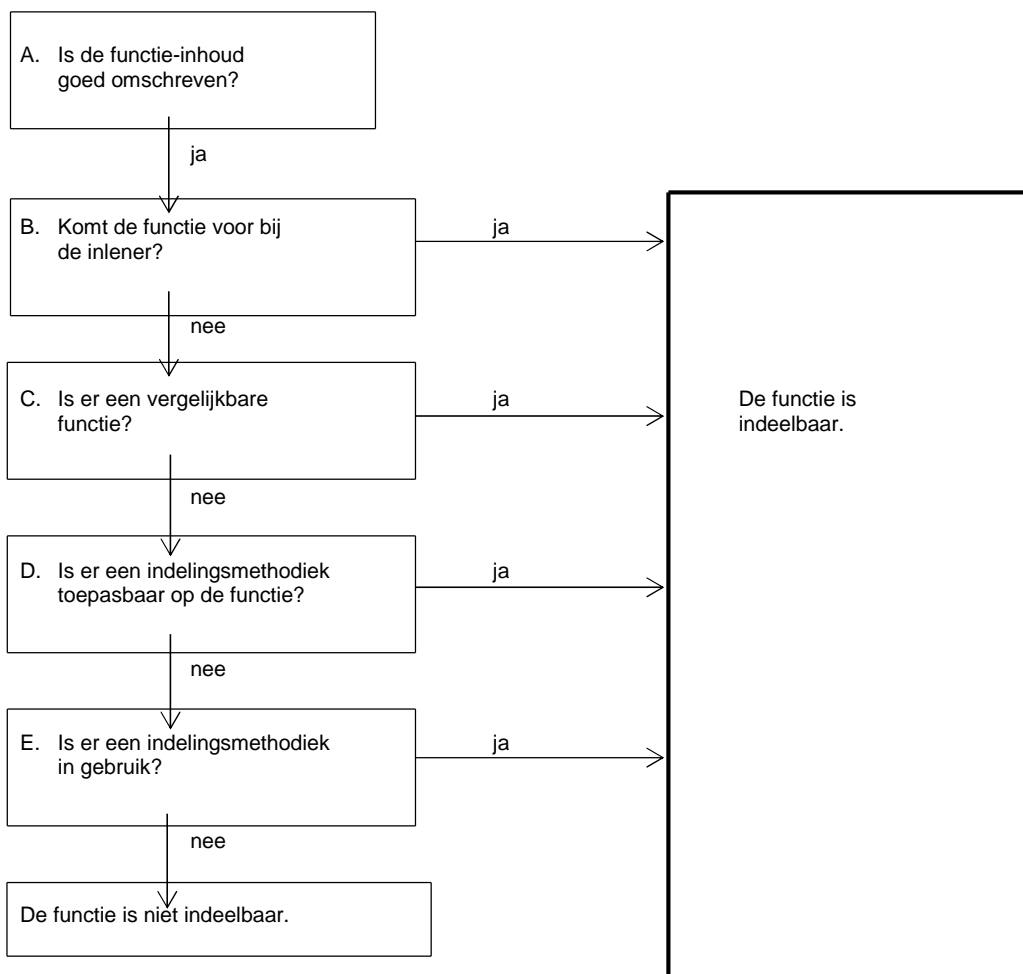 A. Is de functie-inhoud
goed omschreven?
ja
B. Komt de functie voor bij
de inlener?
ja
nee
C. Is er een vergelijkbare
functie?
ja
De functie is
indeelbaar.
nee
D. Is er een indelingsmethodiek
toepasbaar op de functie?
ja
nee
E. Is er een indelingsmethodiek
in gebruik?
ja
nee
De functie is niet indeelbaar.